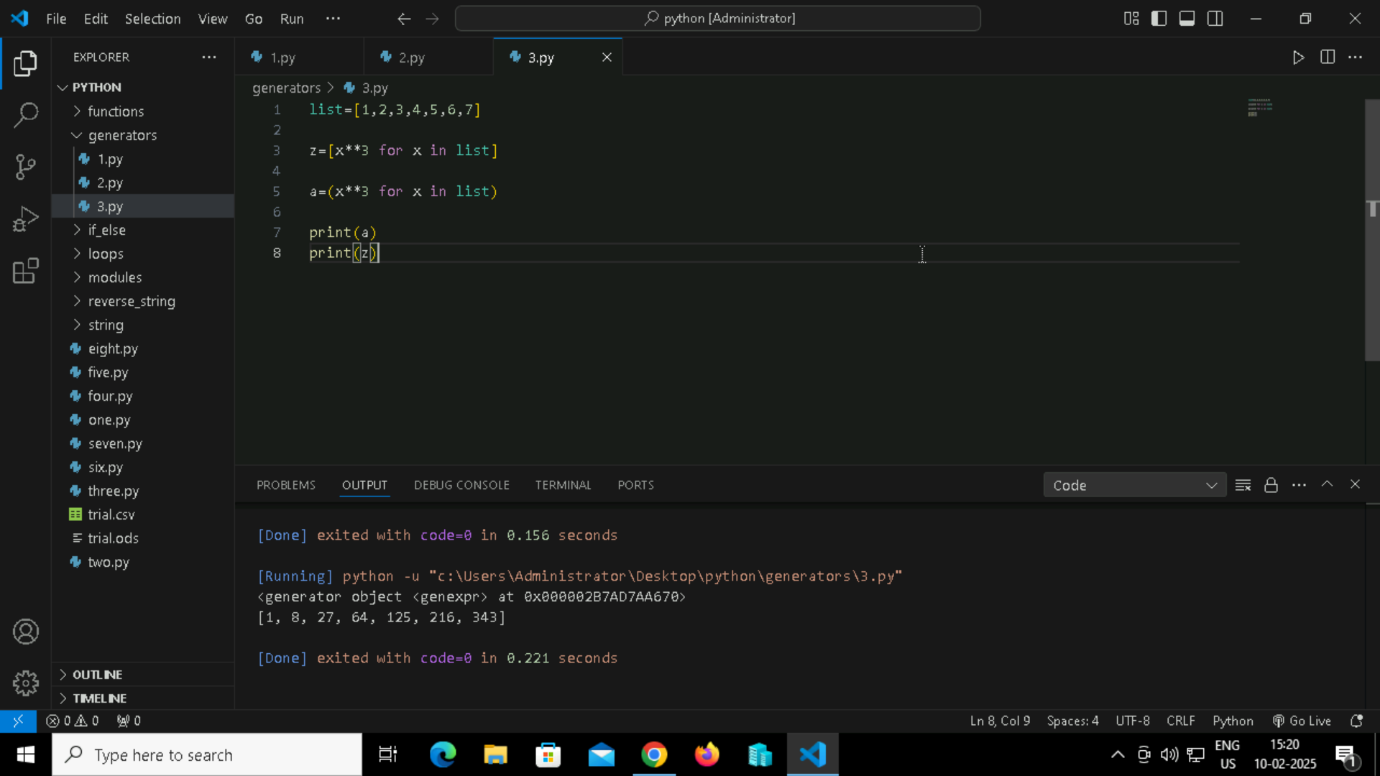 File Edit Selection View Go Run ··· python [Administrator]
EXPLORER ···
PYTHON
functions
generators
1.py
2.py
3.py
if_else
loops
modules
reverse_string
string
eight.py
five.py
four.py
one.py
seven.py
six.py
three.py
trial.csv
trial.ods
two.py
OUTLINE
TIMELINE
1.py 2.py 3.py
generators > 3.py
1 list=[1,2,3,4,5,6,7]
2
3 z=[x**3 for x in list]
4
5 a=(x**3 for x in list)
6
7 print(a)
8 print(z)
PROBLEMS OUTPUT DEBUG CONSOLE TERMINAL PORTS Code
[Done] exited with code=0 in 0.156 seconds
[Running] python -u "c:\Users\Administrator\Desktop\python\generators\3.py"
<generator object <genexpr> at 0x000002B7AD7AA670>
[1, 8, 27, 64, 125, 216, 343]
[Done] exited with code=0 in 0.221 seconds
0 0 0 Ln 8, Col 9 Spaces: 4 UTF-8 CRLF Python Go Live
Type here to search
ENG
US
15:20
10-02-2025
1